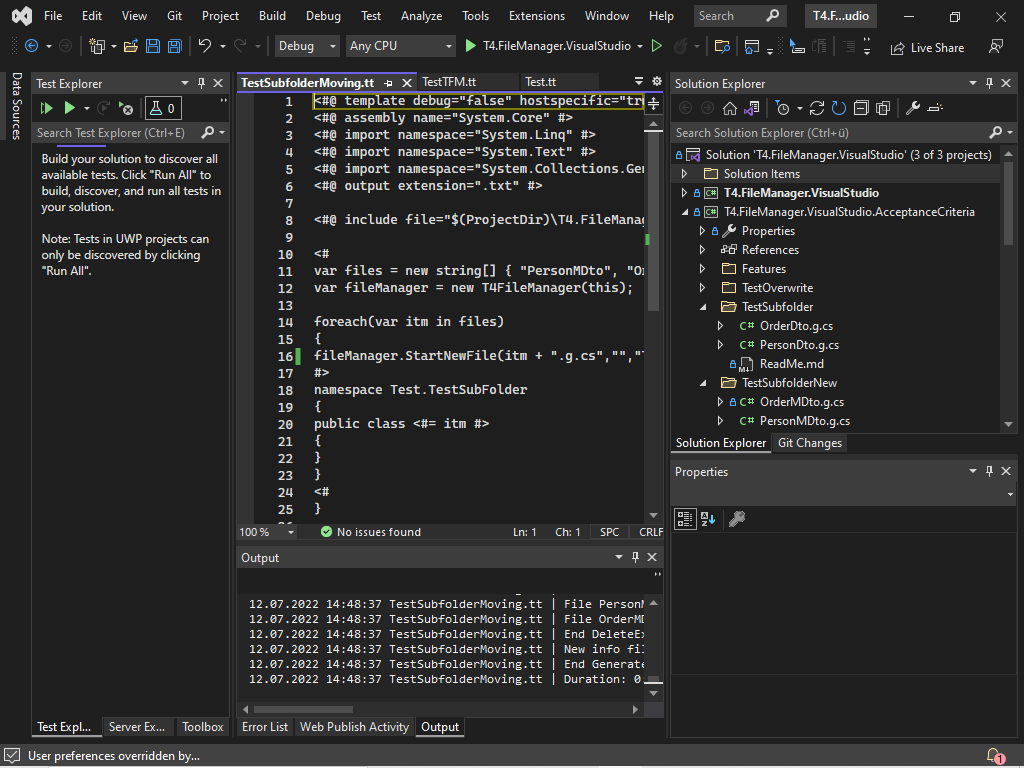 File Edit View Git Project Build Debug Test Analyze Tools Extensions Window Help Search T4.F...udio
Debug Any CPU T4.FileManager.VisualStudio Live Share
Data Sources
Test Explorer
0
Search Test Explorer (Ctrl+E)
Build your solution to discover all
available tests. Click "Run All" to
build, discover, and run all tests in
your solution.
Note: Tests in UWP projects can
only be discovered by clicking
"Run All".
Test Expl... Server Ex... Toolbox
TestSubfolderMoving.tt TestTFM.tt Test.tt
1 <#@ template debug="false" hostspecific="tr
2 <#@ assembly name="System.Core" #>
3 <#@ import namespace="System.Linq" #>
4 <#@ import namespace="System.Text" #>
5 <#@ import namespace="System.Collections.Gen
6 <#@ output extension=".txt" #>
7
8 <#@ include file="$(ProjectDir)\T4.FileManag
9
10 <#
11 var files = new string[] { "PersonMDto", "Or
12 var fileManager = new T4FileManager(this);
13
14 foreach(var itm in files)
15 {
16 fileManager.StartNewFile(itm + ".g.cs","","T
17 #>
18 namespace Test.TestSubFolder
19 {
20 public class <#= itm #>
21 {
22 }
23 }
24 <#
25 }
100 % No issues found Ln: 1 Ch: 1 SPC CRLF
Output
12.07.2022 14:48:37 TestSubfolderMoving.tt | File PersonM
12.07.2022 14:48:37 TestSubfolderMoving.tt | File OrderMD
12.07.2022 14:48:37 TestSubfolderMoving.tt | End DeleteEx
12.07.2022 14:48:37 TestSubfolderMoving.tt | New info fil
12.07.2022 14:48:37 TestSubfolderMoving.tt | End Generate
12.07.2022 14:48:37 TestSubfolderMoving.tt | Duration: 0
Error List Web Publish Activity Output
Solution Explorer
Search Solution Explorer (Ctrl+ü)
Solution 'T4.FileManager.VisualStudio' (3 of 3 projects)
Solution Items
C# T4.FileManager.VisualStudio
C# T4.FileManager.VisualStudio.AcceptanceCriteria
Properties
References
Features
TestOverwrite
TestSubfolder
C# OrderDto.g.cs
C# PersonDto.g.cs
ReadMe.md
TestSubfolderNew
C# OrderMDto.g.cs
C# PersonMDto.g.cs
Solution Explorer Git Changes
Properties
User preferences overridden by...
1